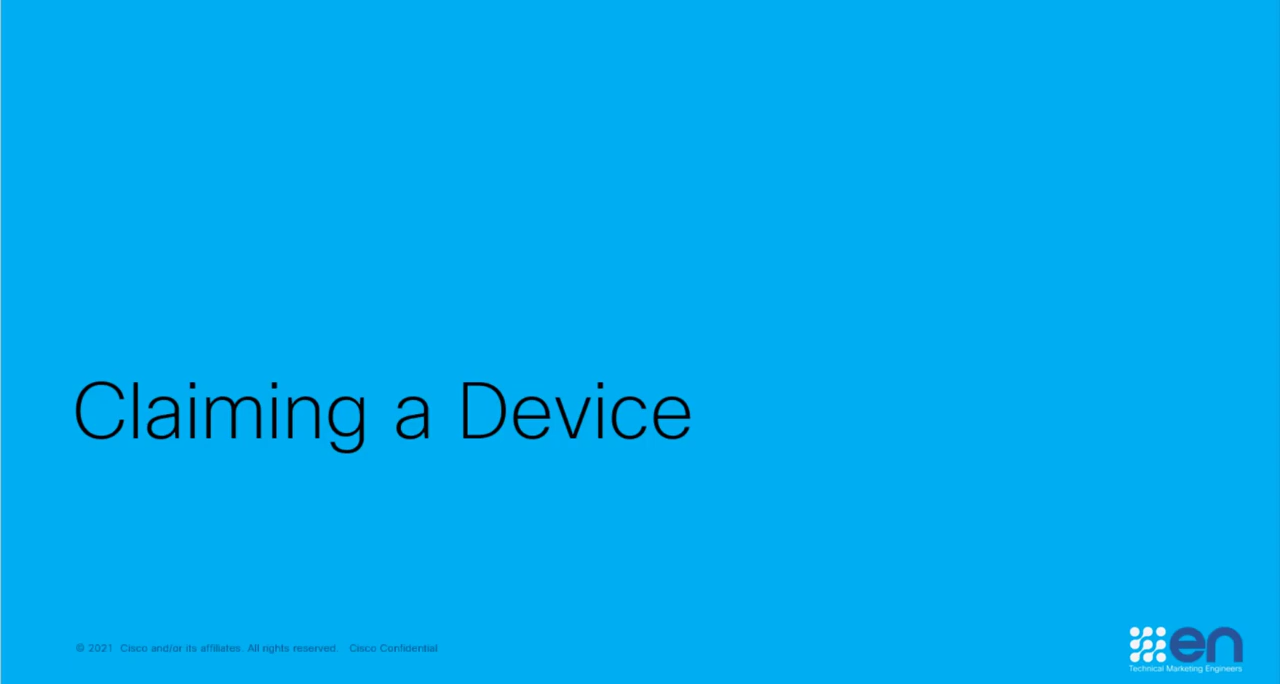 Claiming a Device
© 2021 Cisco and/or its affiliates. All rights reserved. Cisco Confidential
en
Technical Marketing Engineers